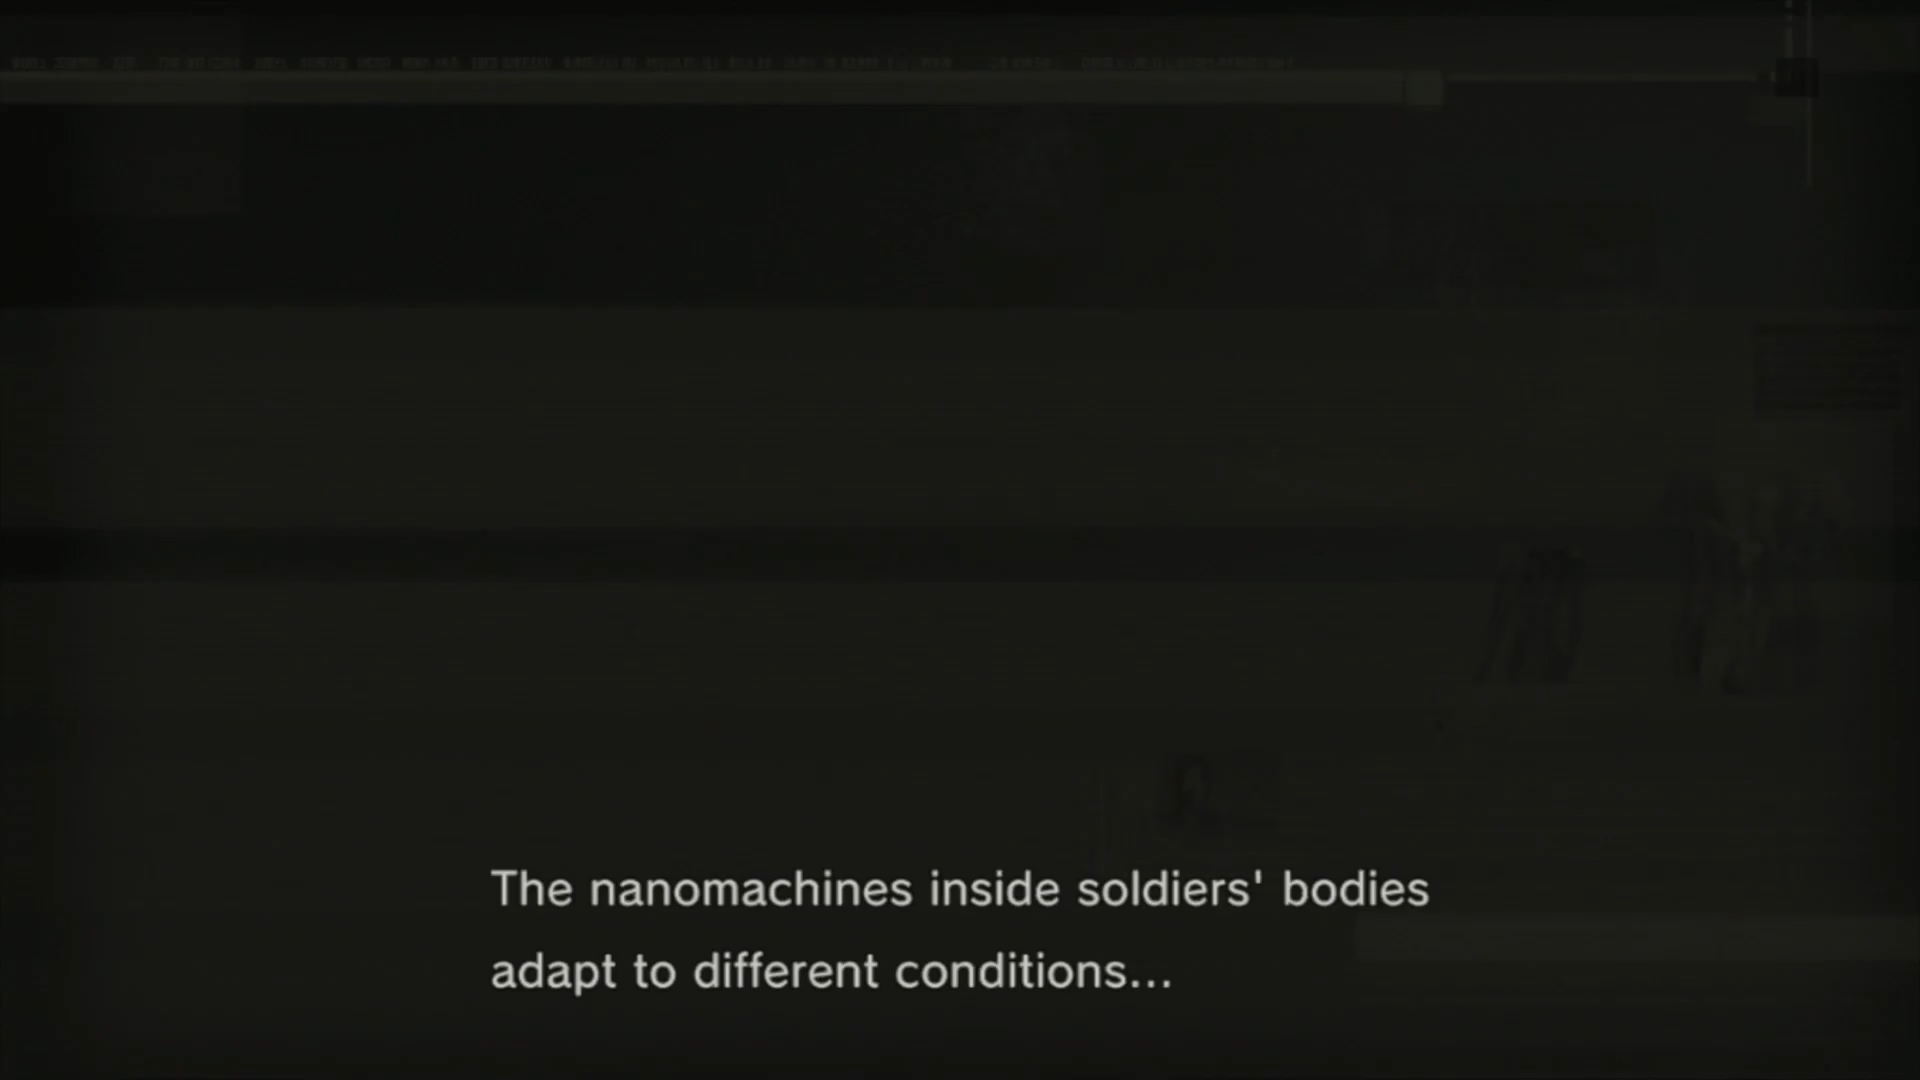 The nanomachines inside soldiers' bodies
adapt to different conditions...